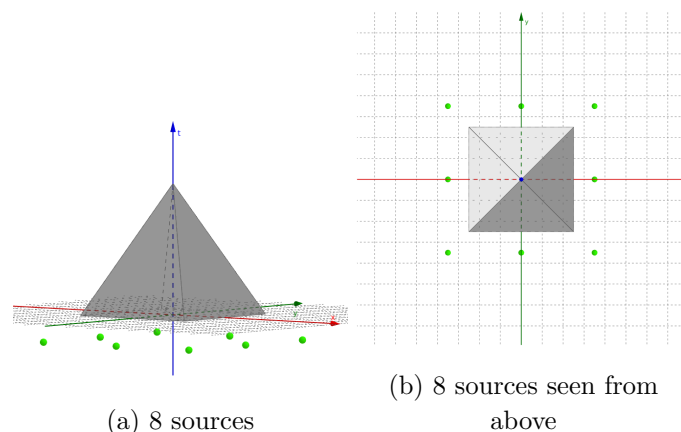 t
y
x
y
(a) 8 sources
(b) 8 sources seen from
above